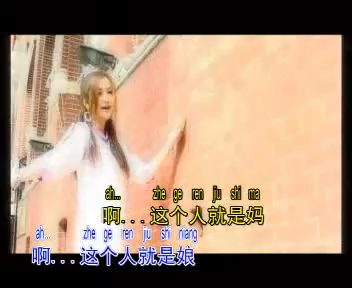 ah... zhe ge ren jiu shi ma
啊...这个人就是妈
ah... zhe ge ren jiu shi niang
啊...这个人就是娘